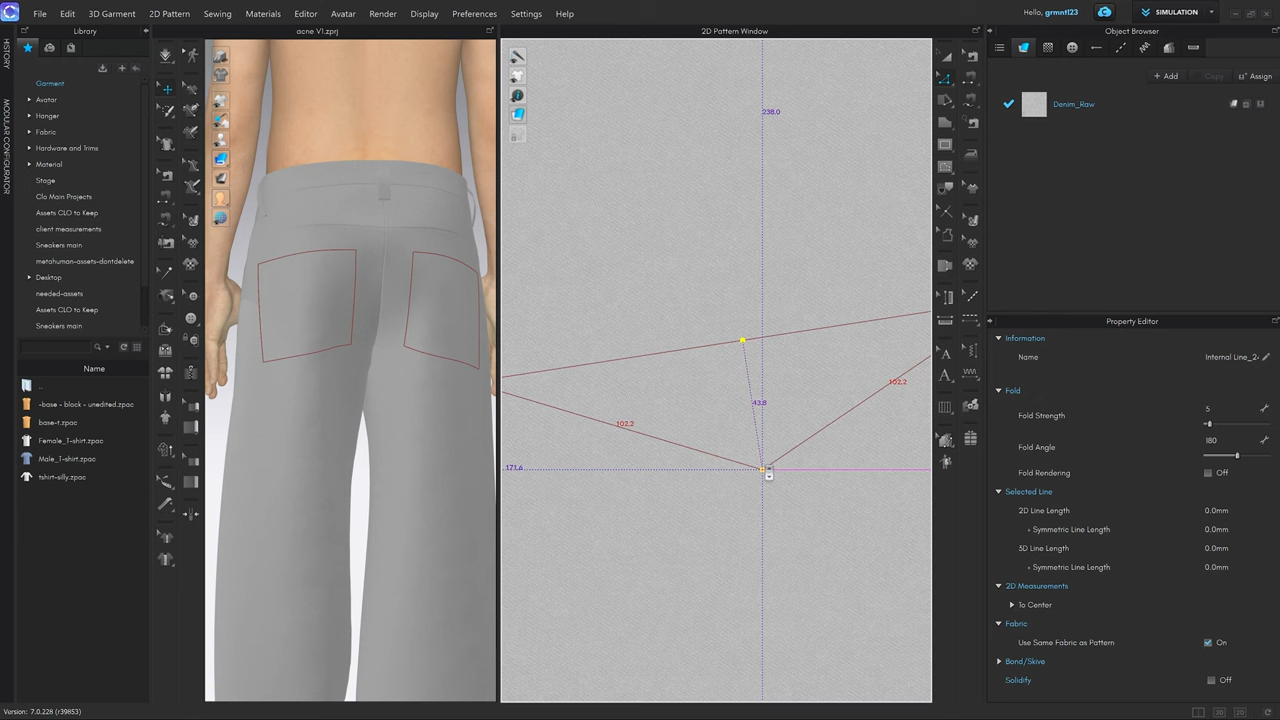 File Edit 3D Garment 2D Pattern Sewing Materials Editor Avatar Render Display Preferences Settings Help
Hello, grmnt123
SIMULATION
HISTORY
MODULAR CONFIGURATOR
Library
Garment
Avatar
Hanger
Fabric
Hardware and Trims
Material
Stage
Clo Main Projects
Assets CLO to Keep
client measurements
Sneakers main
metahuman-assets-dontdelete
Desktop
needed-assets
Assets CLO to Keep
Sneakers main
Name
..
-base - block - unedited.zpac
base-t.zpac
Female_T-shirt.zpac
Male_T-shirt.zpac
tshirt-silly.zpac
Version: 7.0.228 (r39853)
acne V1.zprj
2D Pattern Window
238.0
43.8
102.2
102.2
171.6
Object Browser
+ Add Copy Assign
Denim_Raw
Property Editor
Information
Name Internal Line_2
Fold
Fold Strength 5
Fold Angle 180
Fold Rendering Off
Selected Line
2D Line Length 0.0mm
+ Symmetric Line Length 0.0mm
3D Line Length 0.0mm
+ Symmetric Line Length 0.0mm
2D Measurements
To Center
Fabric
Use Same Fabric as Pattern On
Bond/Skive
Solidify Off
3D 2D